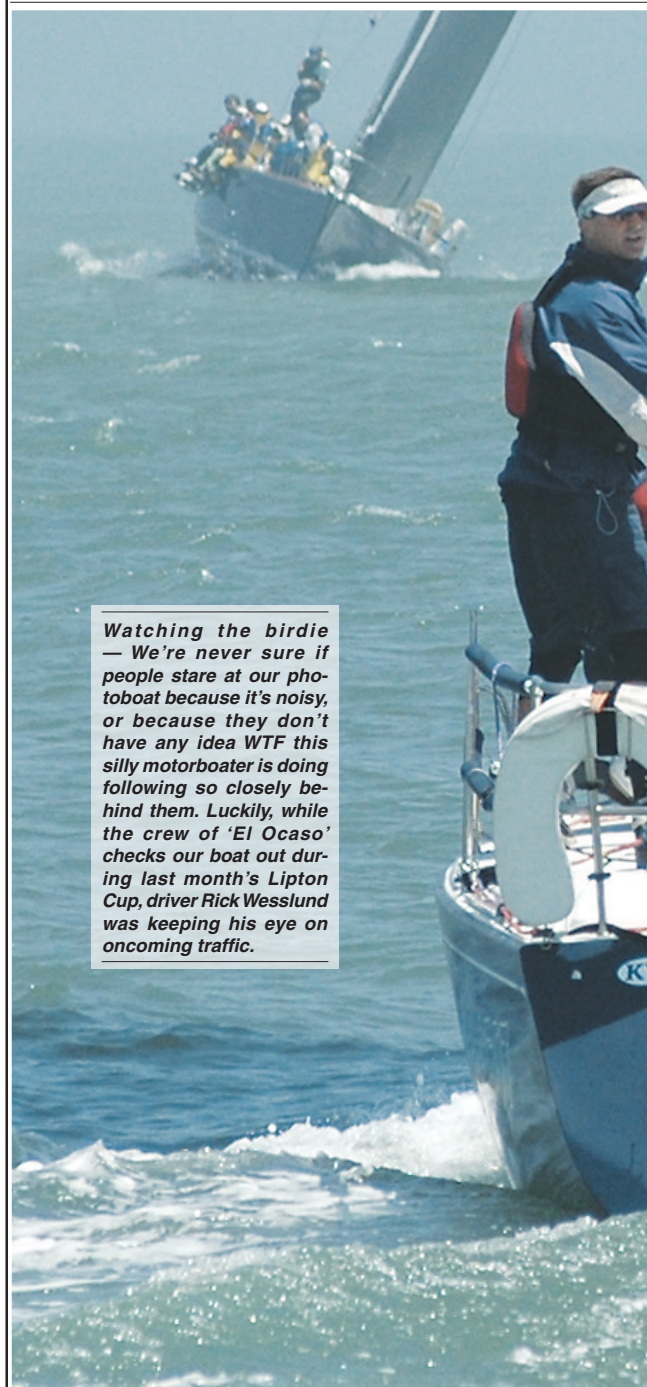 Watching the birdie
— We're never sure if
people stare at our pho-
toboat because it's noisy,
or because they don't
have any idea WTF this
silly motorboater is doing
following so closely be-
hind them. Luckily, while
the crew of 'El Ocaso'
checks our boat out dur-
ing last month's Lipton
Cup, driver Rick Wesslund
was keeping his eye on
oncoming traffic.